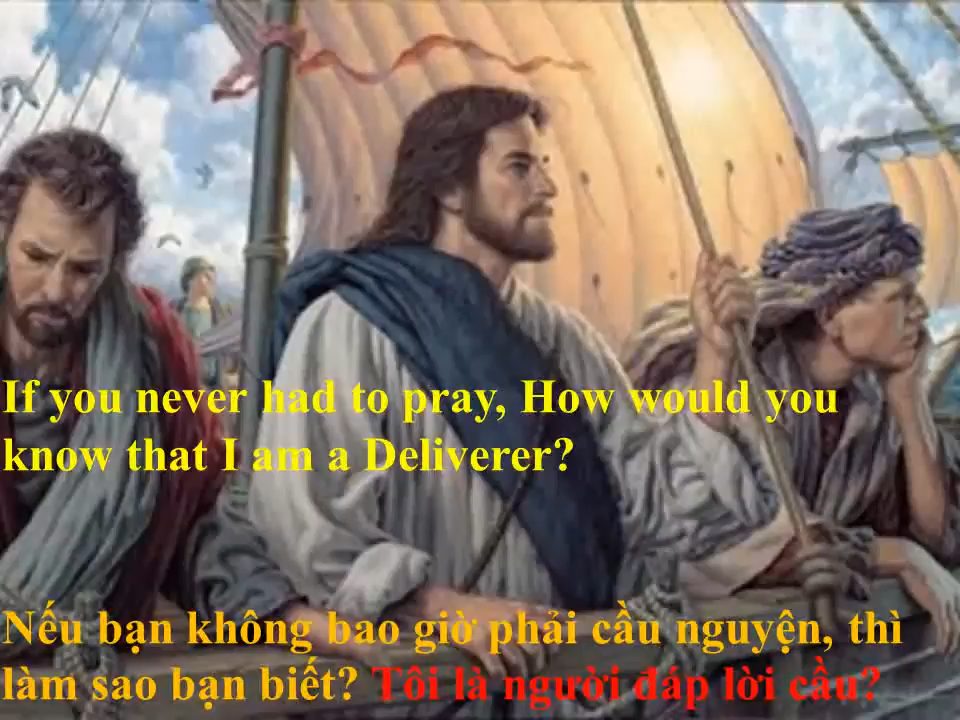 If you never had to pray, How would you
know that I am a Deliverer?
Nếu bạn không bao giờ phải cầu nguyện, thì
làm sao bạn biết? Tôi là người đáp lời cầu?